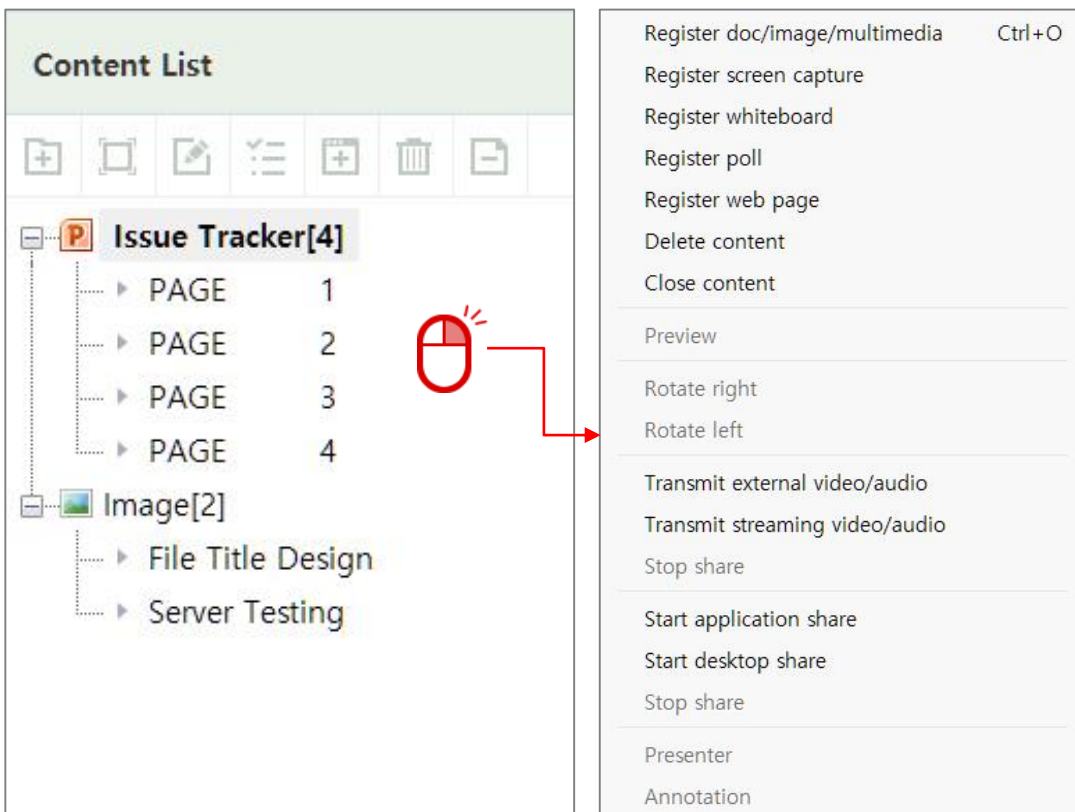 Content List
P
Issue Tracker[4]
PAGE 1
PAGE 2
PAGE 3
PAGE 4
Image[2]
File Title Design
Server Testing
Register doc/image/multimedia Ctrl+O
Register screen capture
Register whiteboard
Register poll
Register web page
Delete content
Close content
Preview
Rotate right
Rotate left
Transmit external video/audio
Transmit streaming video/audio
Stop share
Start application share
Start desktop share
Stop share
Presenter
Annotation